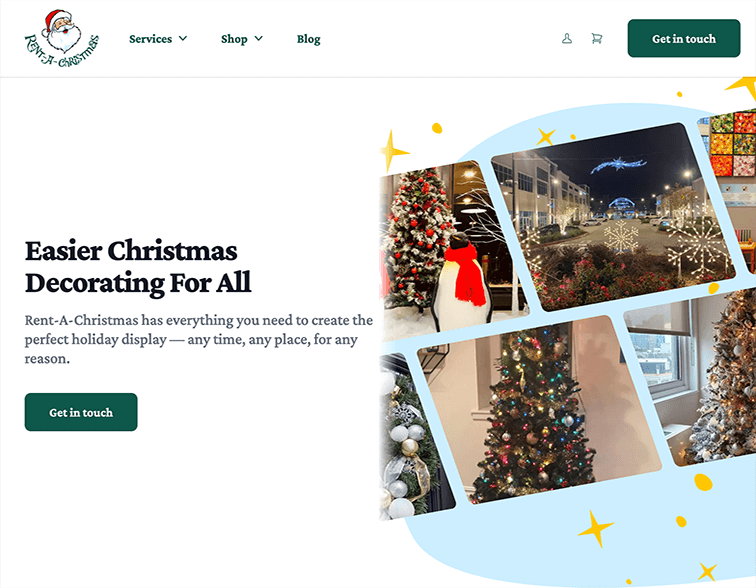 RENT-A-CHRISTMAS
Services
Shop
Blog
Get in touch
Easier Christmas
Decorating For All
Rent-A-Christmas has everything you need to create the
perfect holiday display — any time, any place, for any
reason.
Get in touch